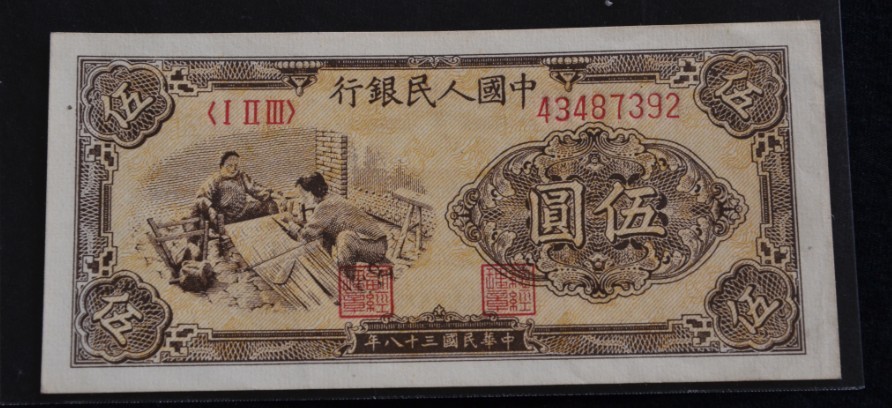 伍 伍
中國人民銀行
〈I II III〉 43487392
伍圓
伍 伍
中華民國三十八年